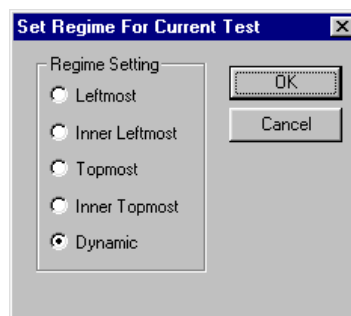 Set Regime For Current Test
Regime Setting
Leftmost
Inner Leftmost
Topmost
Inner Topmost
Dynamic
OK
Cancel